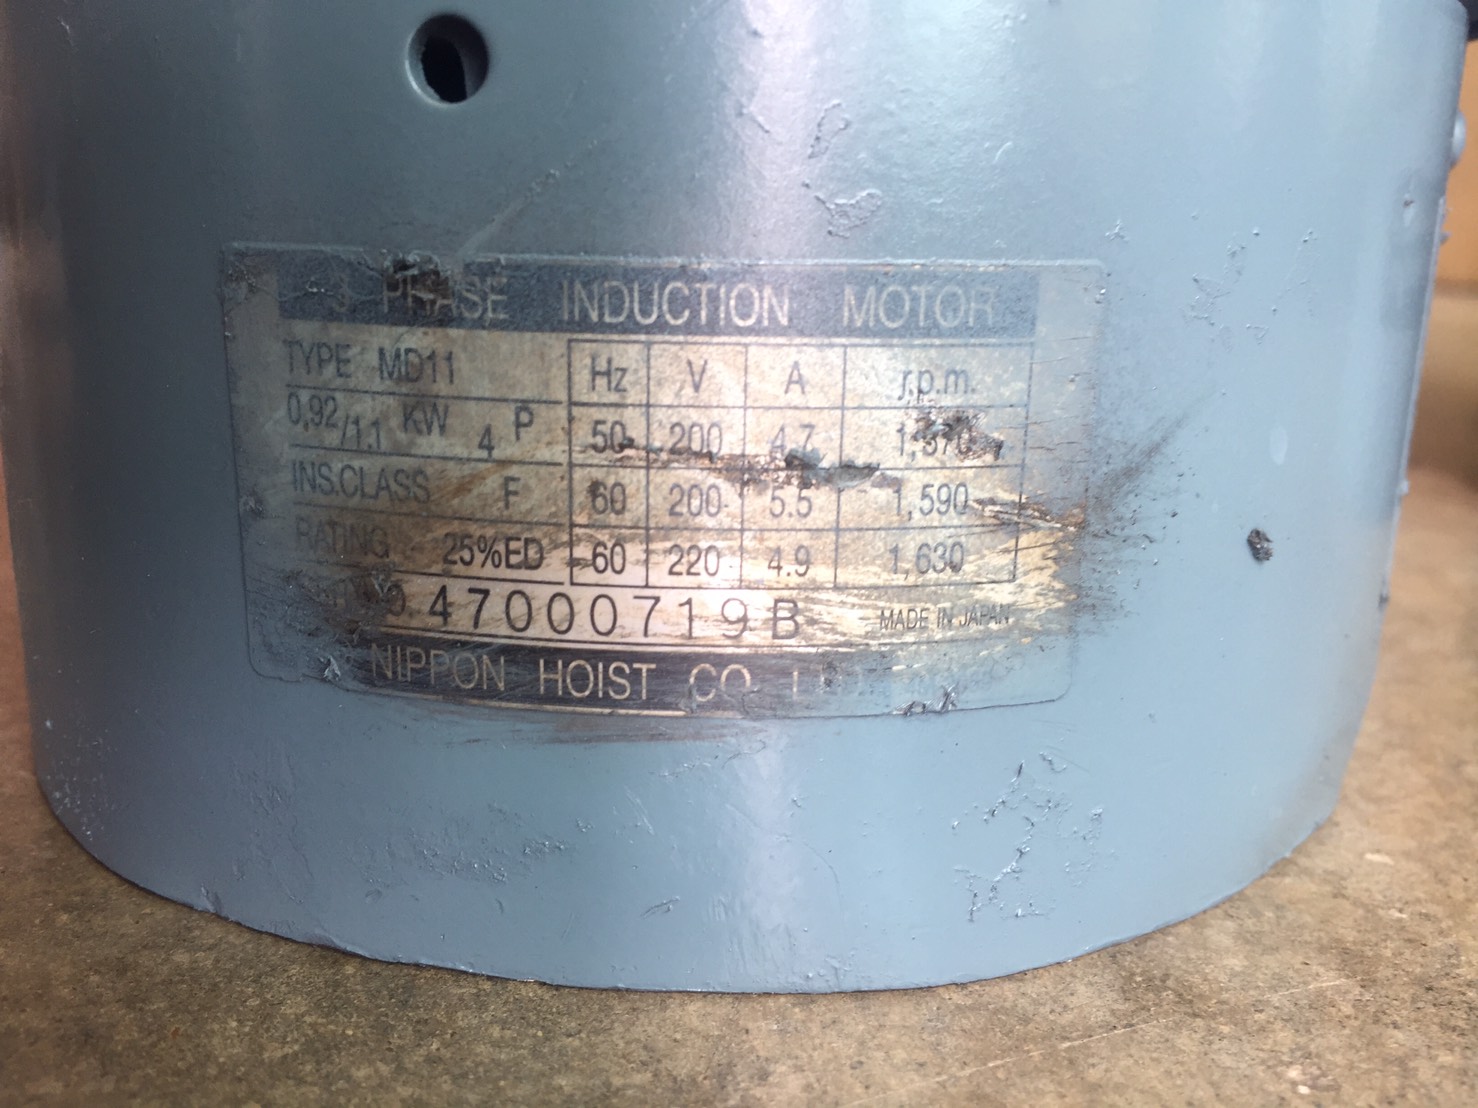 3 PHASE INDUCTION MOTOR
TYPE MD11 Hz V A r.p.m.
0,92/1.1 KW 4 P 50 200 4.7
INS.CLASS F 60 200 5.5 1,590
RATING 25%ED 60 220 4.9 1,630
47000719B MADE IN JAPAN
NIPPON HOIST CO